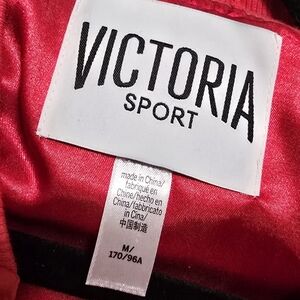 VICTORIA
SPORT
made in China/
fabriqué en
Chine/hecho en
China/fabbricato
in Cina/
中国制造
M/
170/96A